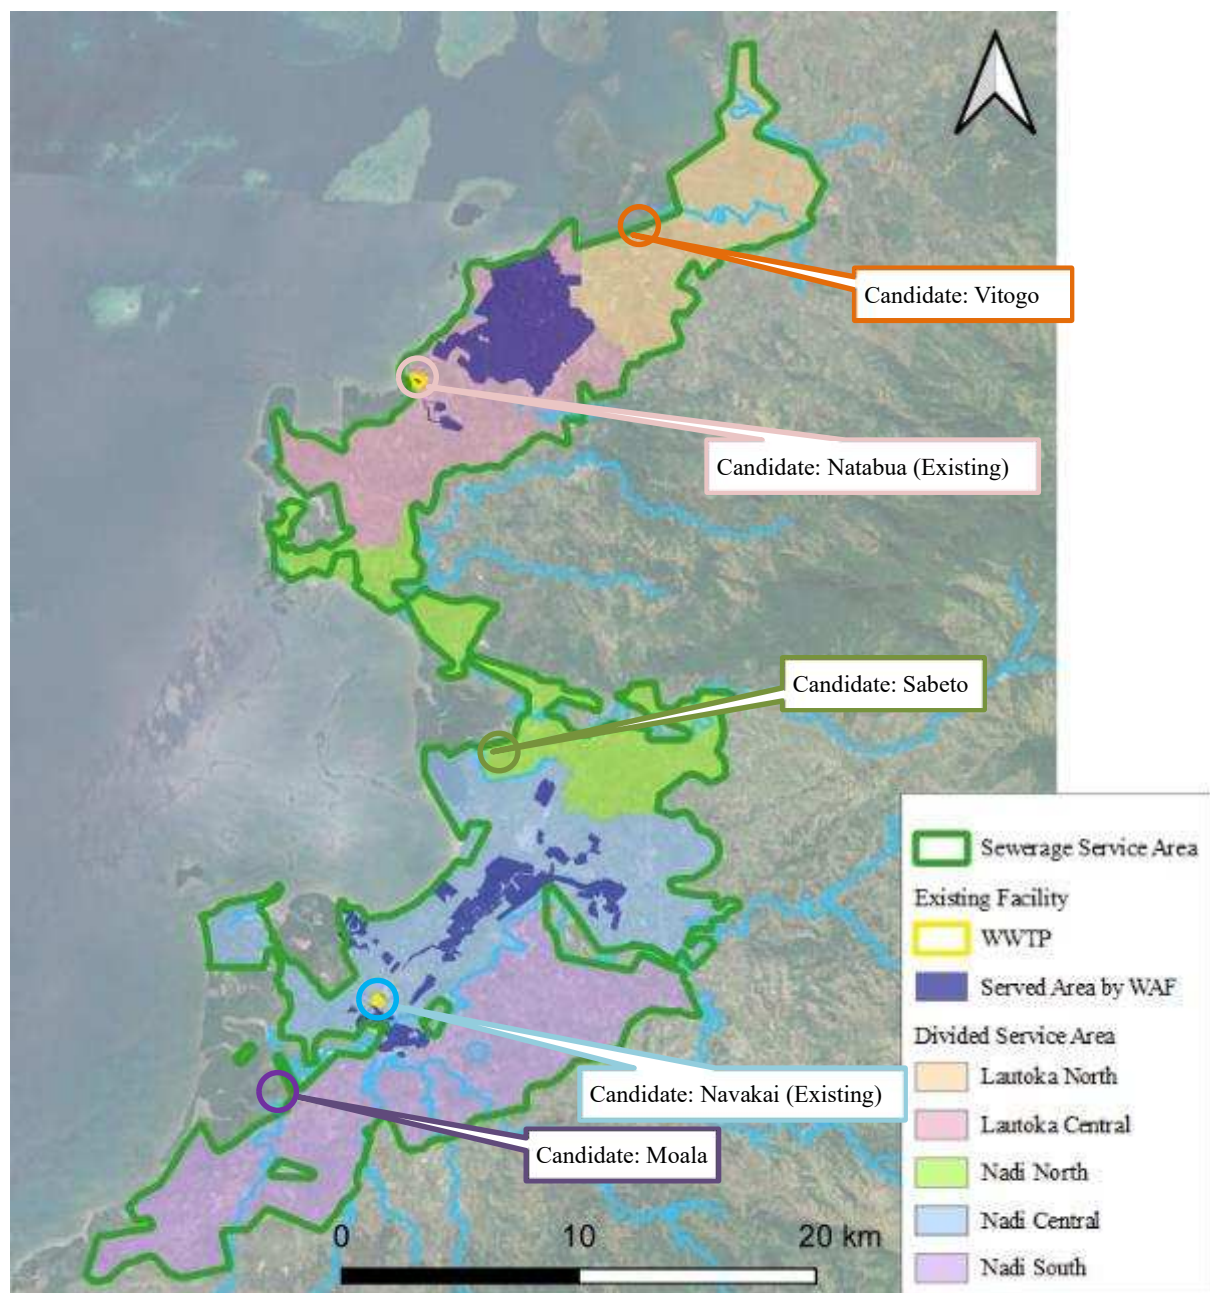 Candidate: Vitogo
Candidate: Natabua (Existing)
Candidate: Sabeto
Sewerage Service Area
Existing Facility
WWTP
Served Area by WAF
Divided Service Area
Lautoka North
Candidate: Navakai (Existing)
Lautoka Central
Candidate: Moala
Nadi North
Nadi Central
0 10 20 km
Nadi South